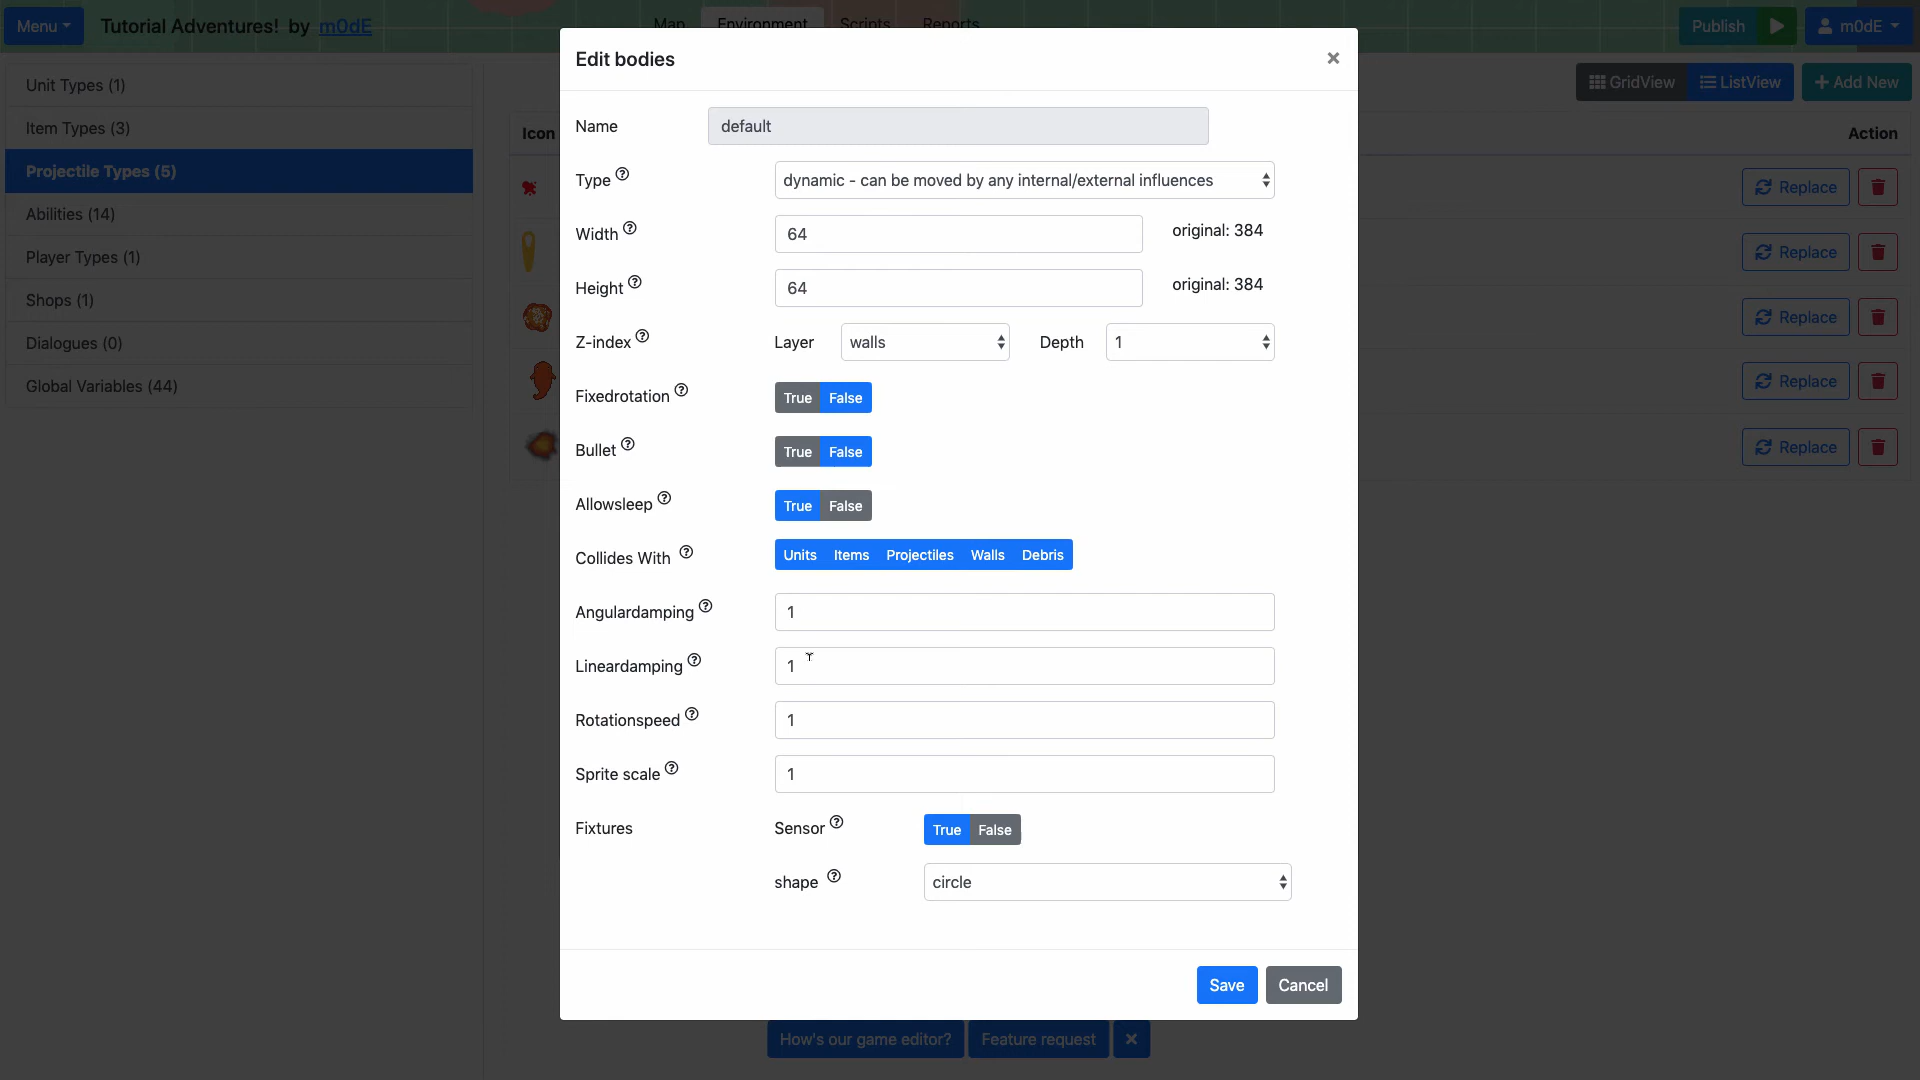 Menu Tutorial Adventures! by m0dE Map Environment Scripts Reports Publish m0dE
Unit Types (1)
Item Types (3)
Projectile Types (5)
Abilities (14)
Player Types (1)
Shops (1)
Dialogues (0)
Global Variables (44)
GridView ListView + Add New
Icon Action
Replace
Replace
Replace
Replace
Replace
Edit bodies ×
Name default
Type dynamic - can be moved by any internal/external influences
Width 64 original: 384
Height 64 original: 384
Z-index Layer walls Depth 1
Fixedrotation True False
Bullet True False
Allowsleep True False
Collides With Units Items Projectiles Walls Debris
Angulardamping 1
Lineardamping 1
Rotationspeed 1
Sprite scale 1
Fixtures Sensor True False
shape circle
Save Cancel
How's our game editor? Feature request ×